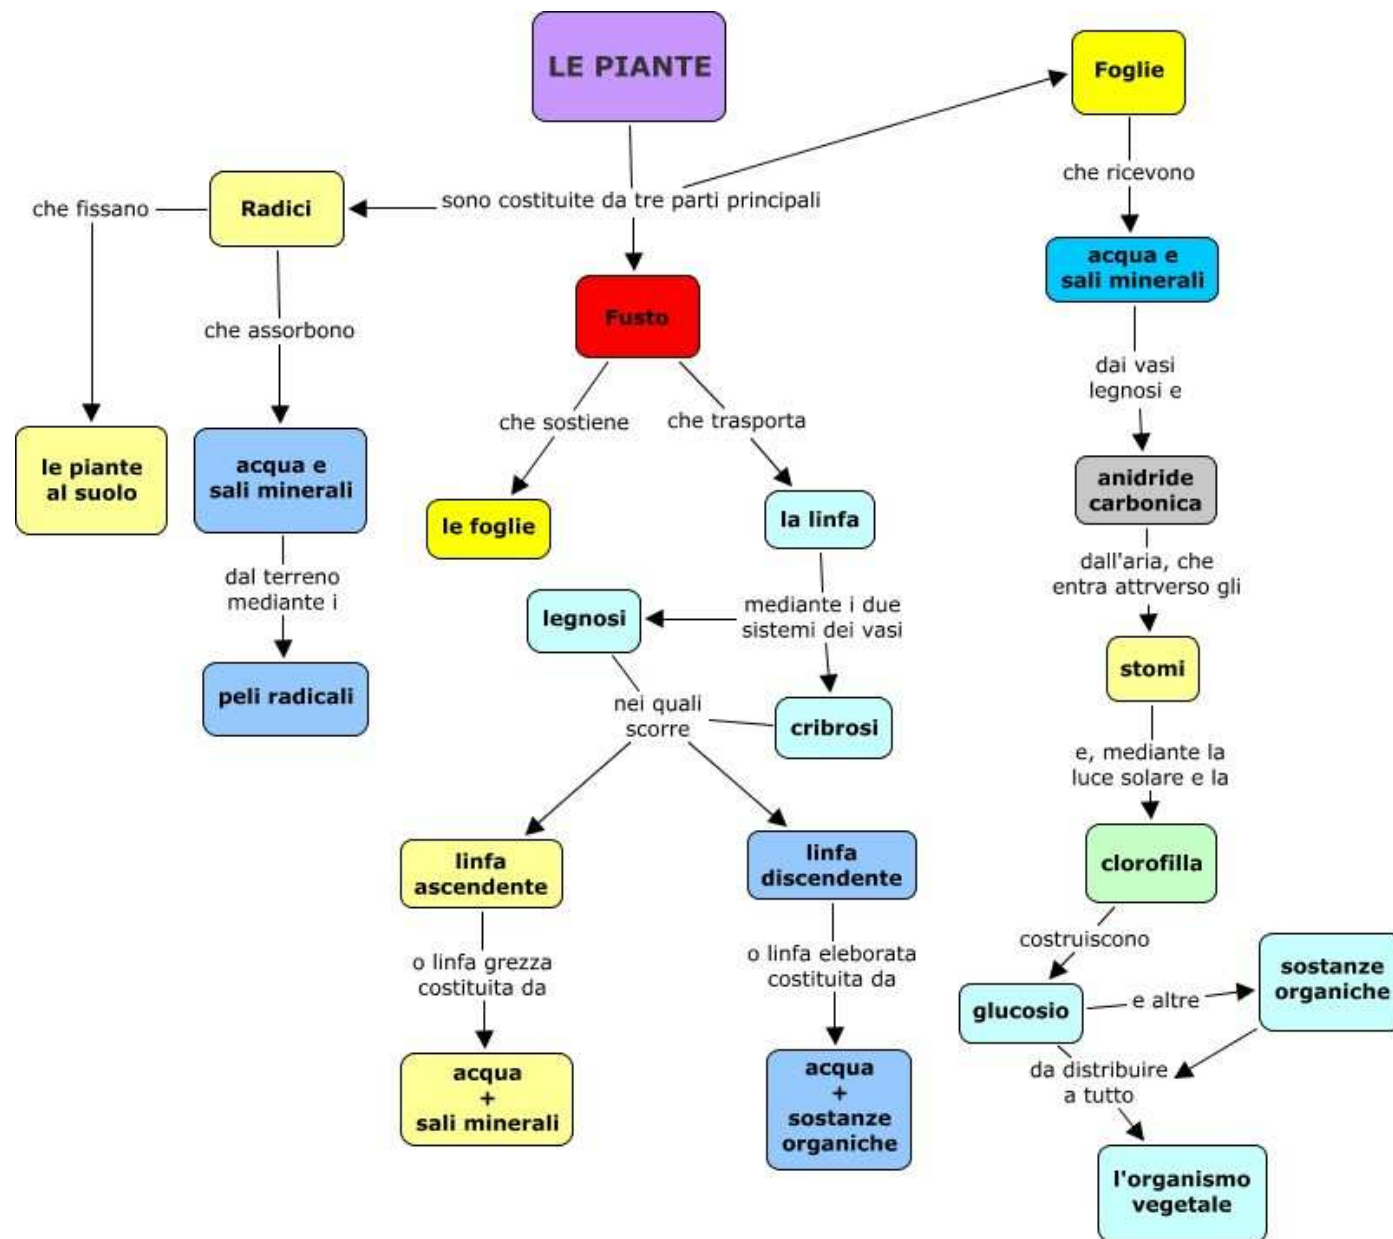 LE PIANTE
sono costituite da tre parti principali
Radici
che fissano
le piante
al suolo
che assorbono
acqua e
sali minerali
dal terreno
mediante i
peli radicali
Fusto
che sostiene
le foglie
che trasporta
la linfa
mediante i due
sistemi dei vasi
legnosi
cribrosi
nei quali
scorre
linfa
ascendente
o linfa grezza
costituita da
acqua
+
sali minerali
linfa
discendente
o linfa eleborata
costituita da
acqua
+
sostanze
organiche
Foglie
che ricevono
acqua e
sali minerali
dai vasi
legnosi e
anidride
carbonica
dall'aria, che
entra attrverso gli
stomi
e, mediante la
luce solare e la
clorofilla
costruiscono
glucosio
e altre
sostanze
organiche
da distribuire
a tutto
l'organismo
vegetale